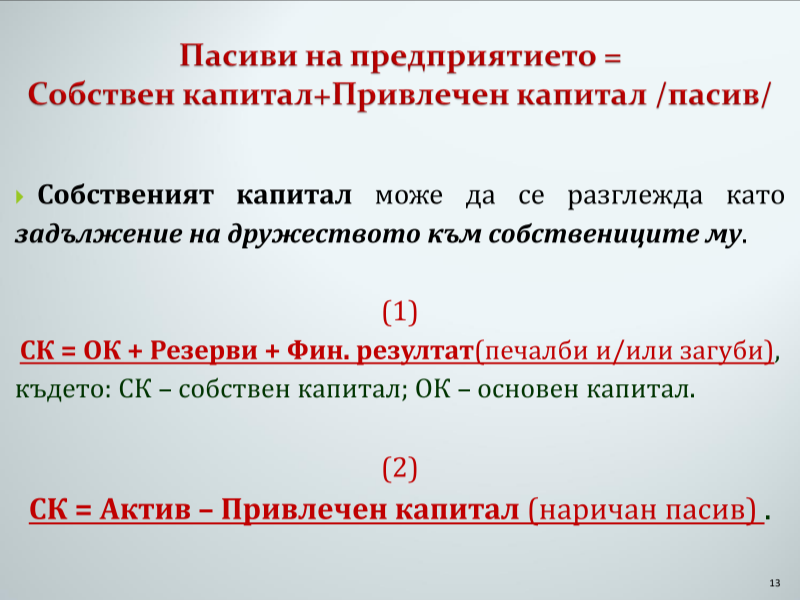 Пасиви на предприятието =
Собствен капитал+Привлечен капитал /пасив/
Собственият капитал може да се разглежда като
задължение на дружеството към собствениците му.
(1)
СК = ОК + Резерви + Фин. резултат(печалби и/или загуби),
където: СК – собствен капитал; ОК – основен капитал.
(2)
СК = Актив – Привлечен капитал (наричан пасив) .
13